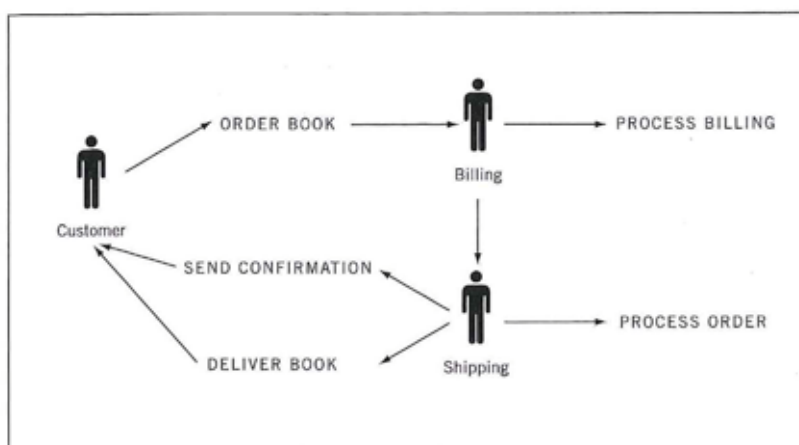 ORDER BOOK
PROCESS BILLING
Billing
Customer
SEND CONFIRMATION
PROCESS ORDER
DELIVER BOOK
Shipping